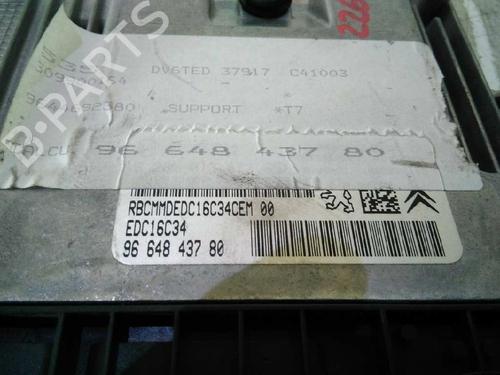 DV6TED 37917 C41003
SUPPORT *T7
96 648 437 80
RBCMMDEDC16C34CEM 00
EDC16C34
96 648 437 80
226
B-PARTS